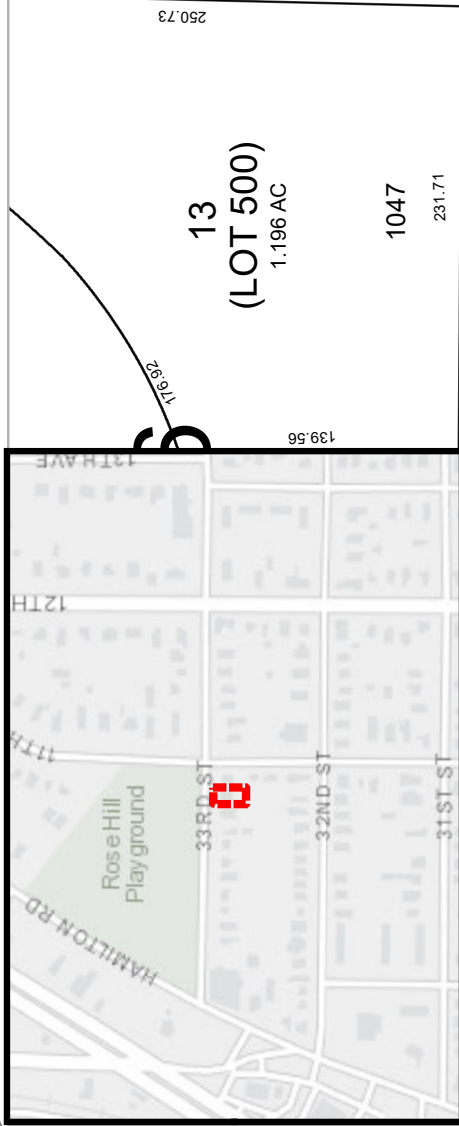 250.73
13
(LOT 500)
1.196 AC
1047
231.71
176.92
139.56
13TH AVE
12TH
11TH
Rose Hill
Playground
33RD ST
32ND ST
31ST ST
HAMILTON RD